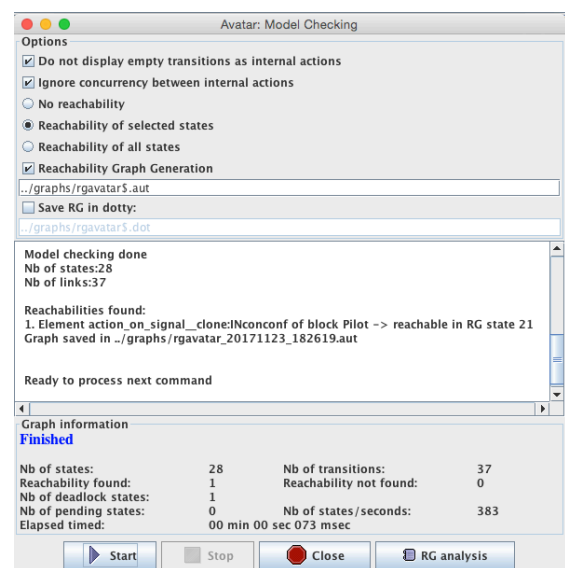 Avatar: Model Checking
Options
Do not display empty transitions as internal actions
Ignore concurrency between internal actions
No reachability
Reachability of selected states
Reachability of all states
Reachability Graph Generation
../graphs/rgavatar$.aut
Save RG in dotty:
../graphs/rgavatar$.dot
Model checking done
Nb of states:28
Nb of links:37
Reachabilities found:
1. Element action_on_signal__clone:INconconf of block Pilot -> reachable in RG state 21
Graph saved in ../graphs/rgavatar_20171123_182619.aut
Ready to process next command
Graph information
Finished
Nb of states: 28 Nb of transitions: 37
Reachability found: 1 Reachability not found: 0
Nb of deadlock states: 1
Nb of pending states: 0 Nb of states/seconds: 383
Elapsed timed: 00 min 00 sec 073 msec
Start Stop Close RG analysis